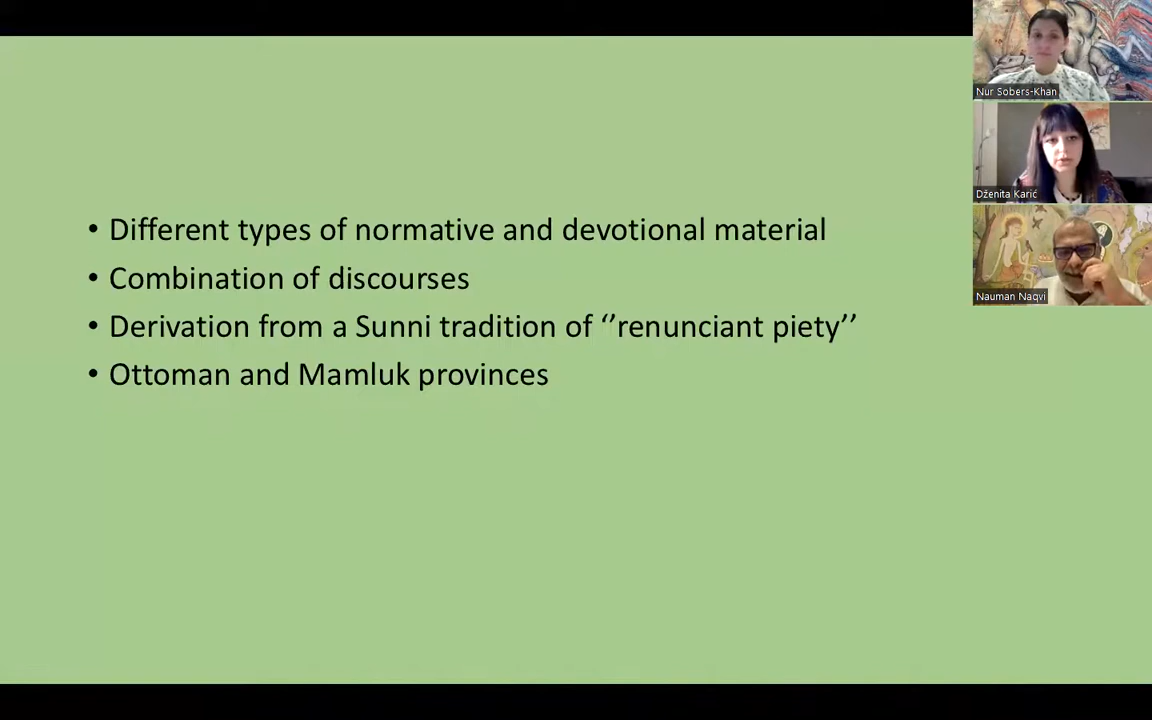 • Different types of normative and devotional material
• Combination of discourses
• Derivation from a Sunni tradition of ‘’renunciant piety’’
• Ottoman and Mamluk provinces
Nur Sobers-Khan
Dženita Karić
Nauman Naqvi